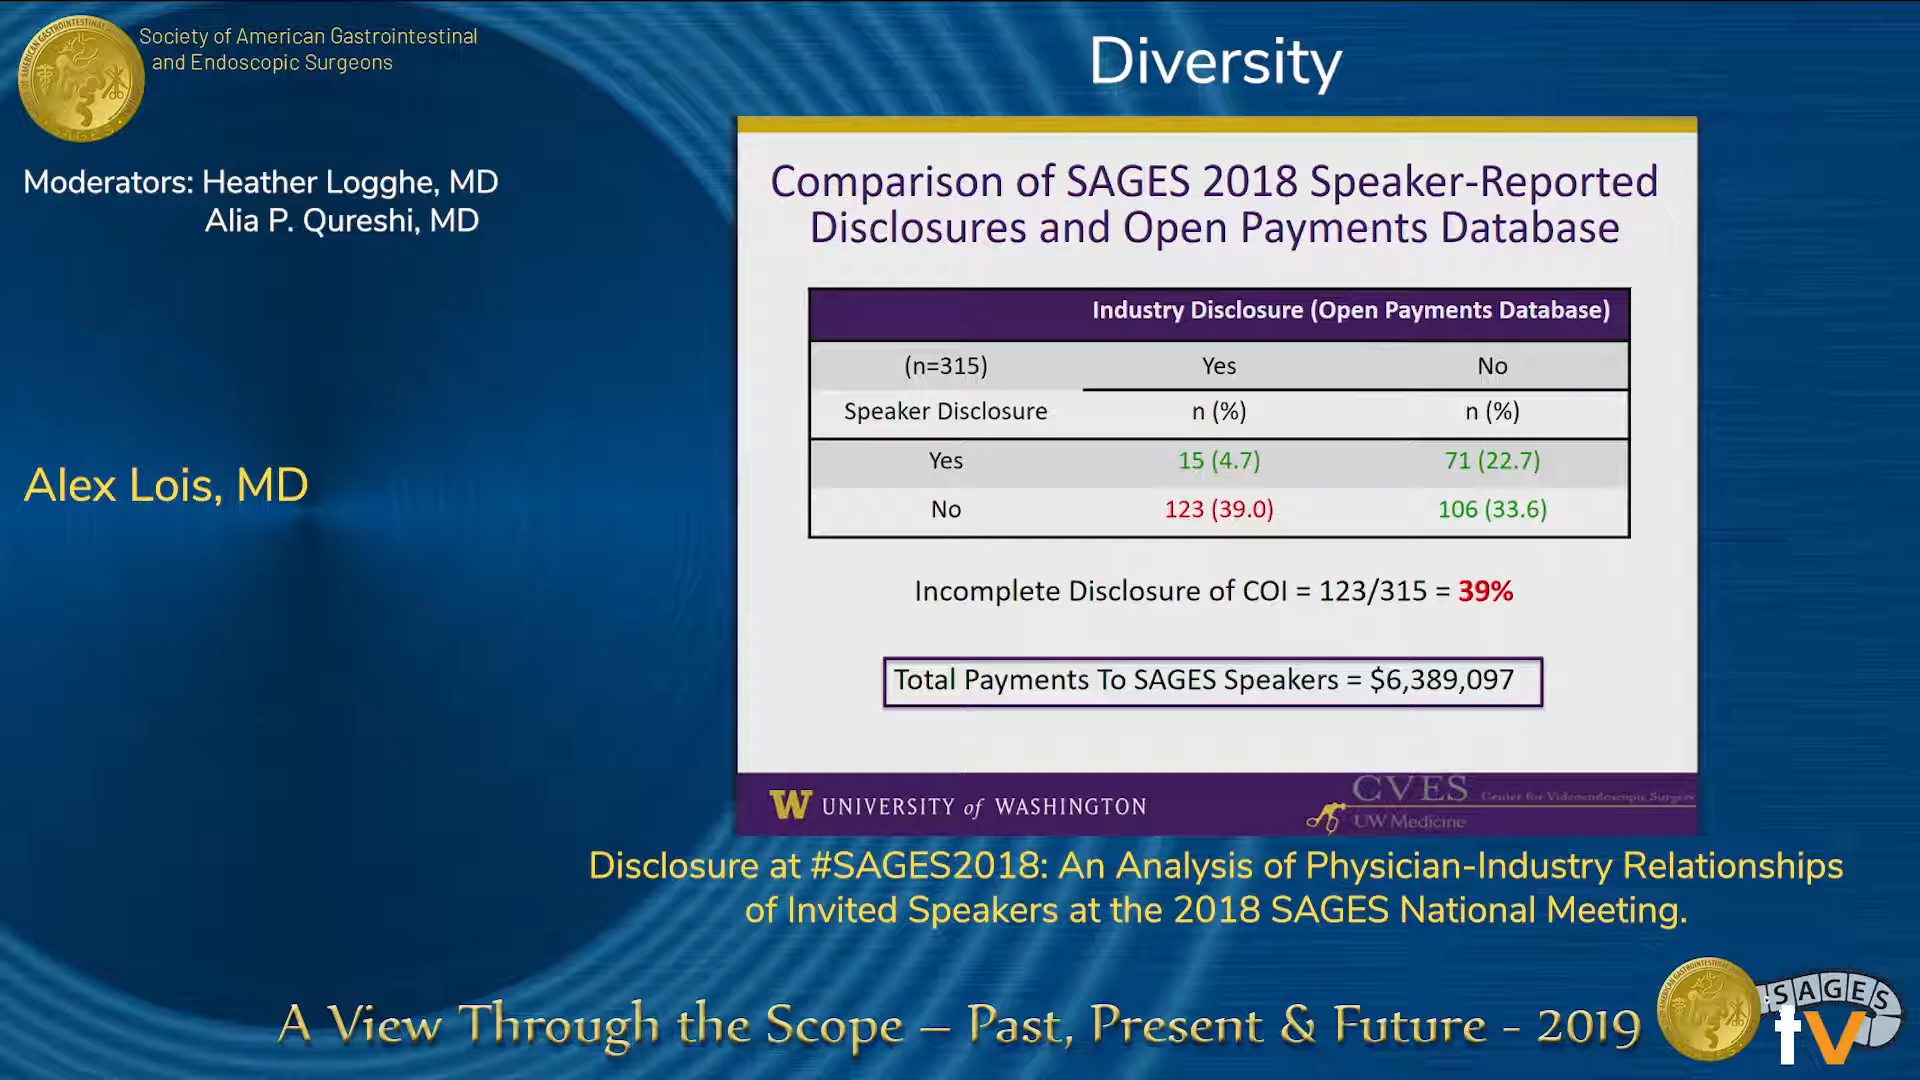 Society of American Gastrointestinal
and Endoscopic Surgeons
Diversity
Moderators: Heather Logghe, MD
Alia P. Qureshi, MD
Alex Lois, MD
Comparison of SAGES 2018 Speaker-Reported
Disclosures and Open Payments Database
Industry Disclosure (Open Payments Database)
(n=315) Yes No
Speaker Disclosure n (%) n (%)
Yes 15 (4.7) 71 (22.7)
No 123 (39.0) 106 (33.6)
Incomplete Disclosure of COI = 123/315 = 39%
Total Payments To SAGES Speakers = $6,389,097
W UNIVERSITY of WASHINGTON
CVES Center for Videoendoscopic Surgery
UW Medicine
Disclosure at #SAGES2018: An Analysis of Physician-Industry Relationships
of Invited Speakers at the 2018 SAGES National Meeting.
A View Through the Scope – Past, Present & Future - 2019
SAGES
tv